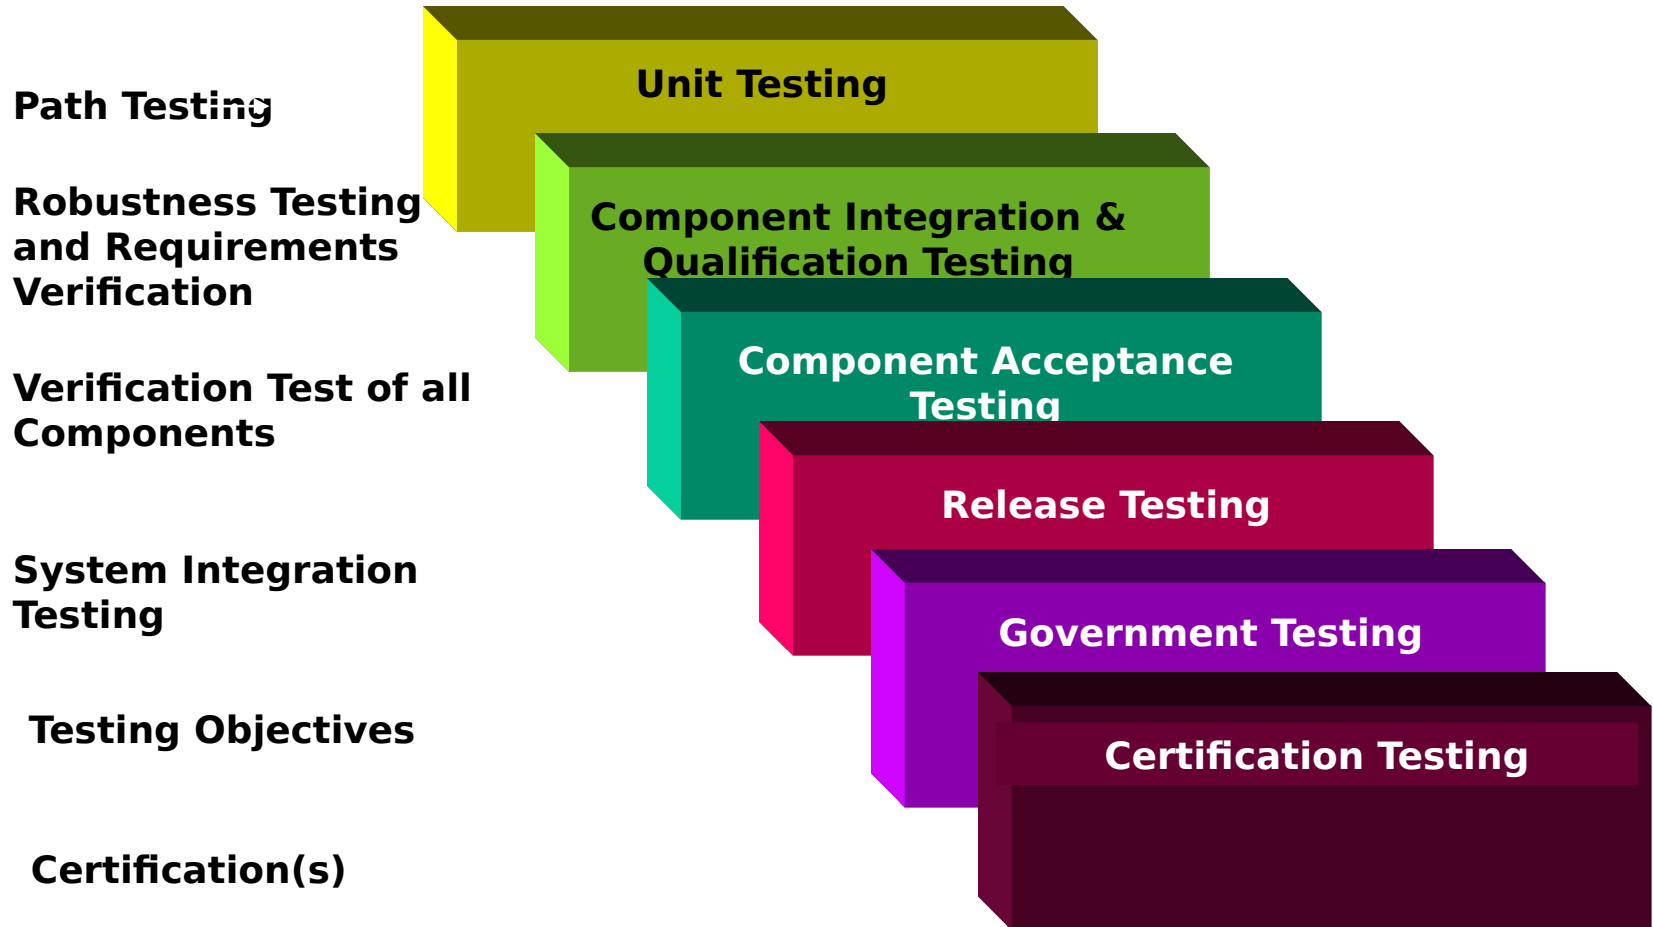 Unit Testing
Path Testing
Robustness Testing
and Requirements
Verification
Component Integration &
Qualification Testing
Verification Test of all
Components
Component Acceptance
Testing
Release Testing
System Integration
Testing
Government Testing
Testing Objectives
Certification Testing
Certification(s)